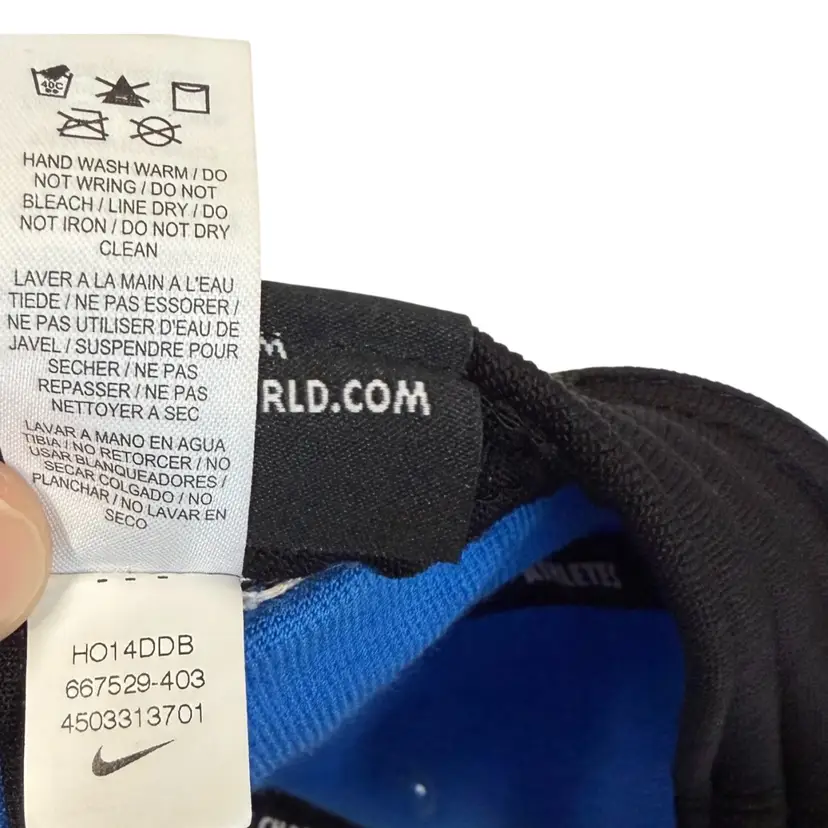 40C
HAND WASH WARM / DO
NOT WRING / DO NOT
BLEACH / LINE DRY / DO
NOT IRON / DO NOT DRY
CLEAN
LAVER A LA MAIN A L'EAU
TIEDE / NE PAS ESSORER /
NE PAS UTILISER D'EAU DE
JAVEL / SUSPENDRE POUR
SECHER / NE PAS
REPASSER / NE PAS
NETTOYER A SEC
LAVAR A MANO EN AGUA
TIBIA / NO RETORCER / NO
USAR BLANQUEADORES /
SECAR COLGADO / NO
PLANCHAR / NO LAVAR EN
SECO
M
RLD.COM
ATHLETES
HO14DDB
667529-403
4503313701